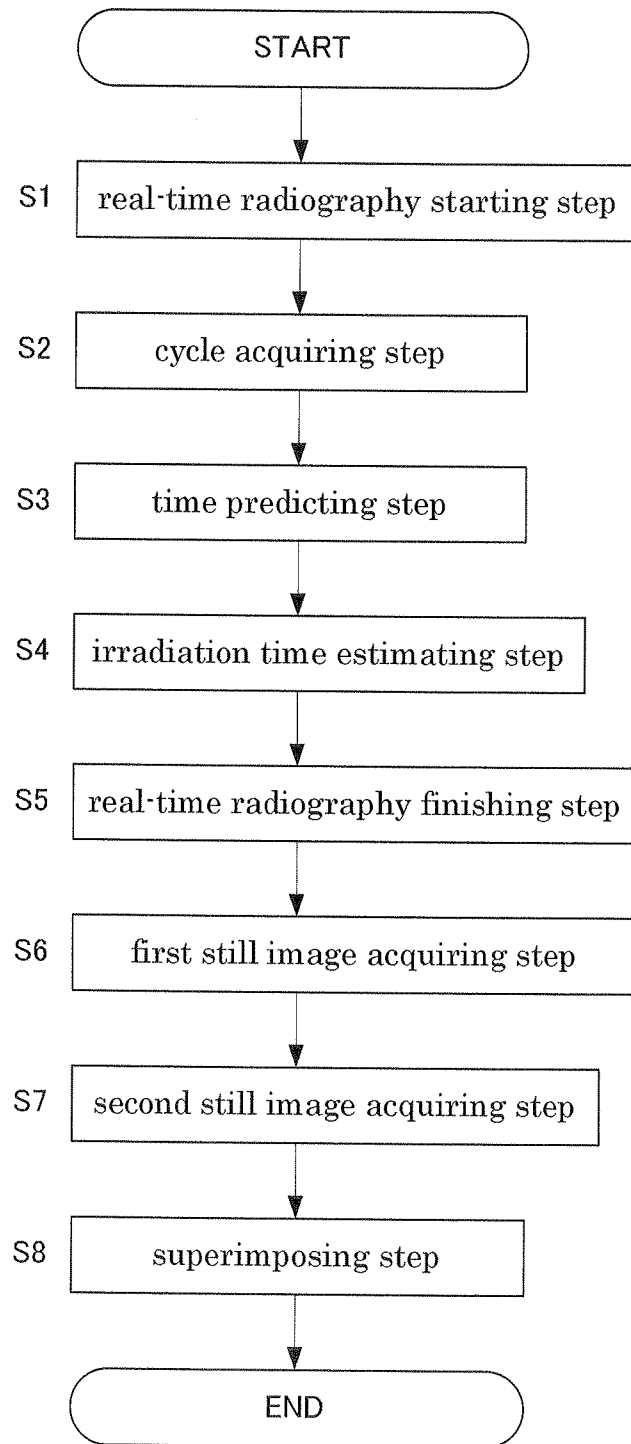 START
S1 real-time radiography starting step
S2 cycle acquiring step
S3 time predicting step
S4 irradiation time estimating step
S5 real-time radiography finishing step
S6 first still image acquiring step
S7 second still image acquiring step
S8 superimposing step
END